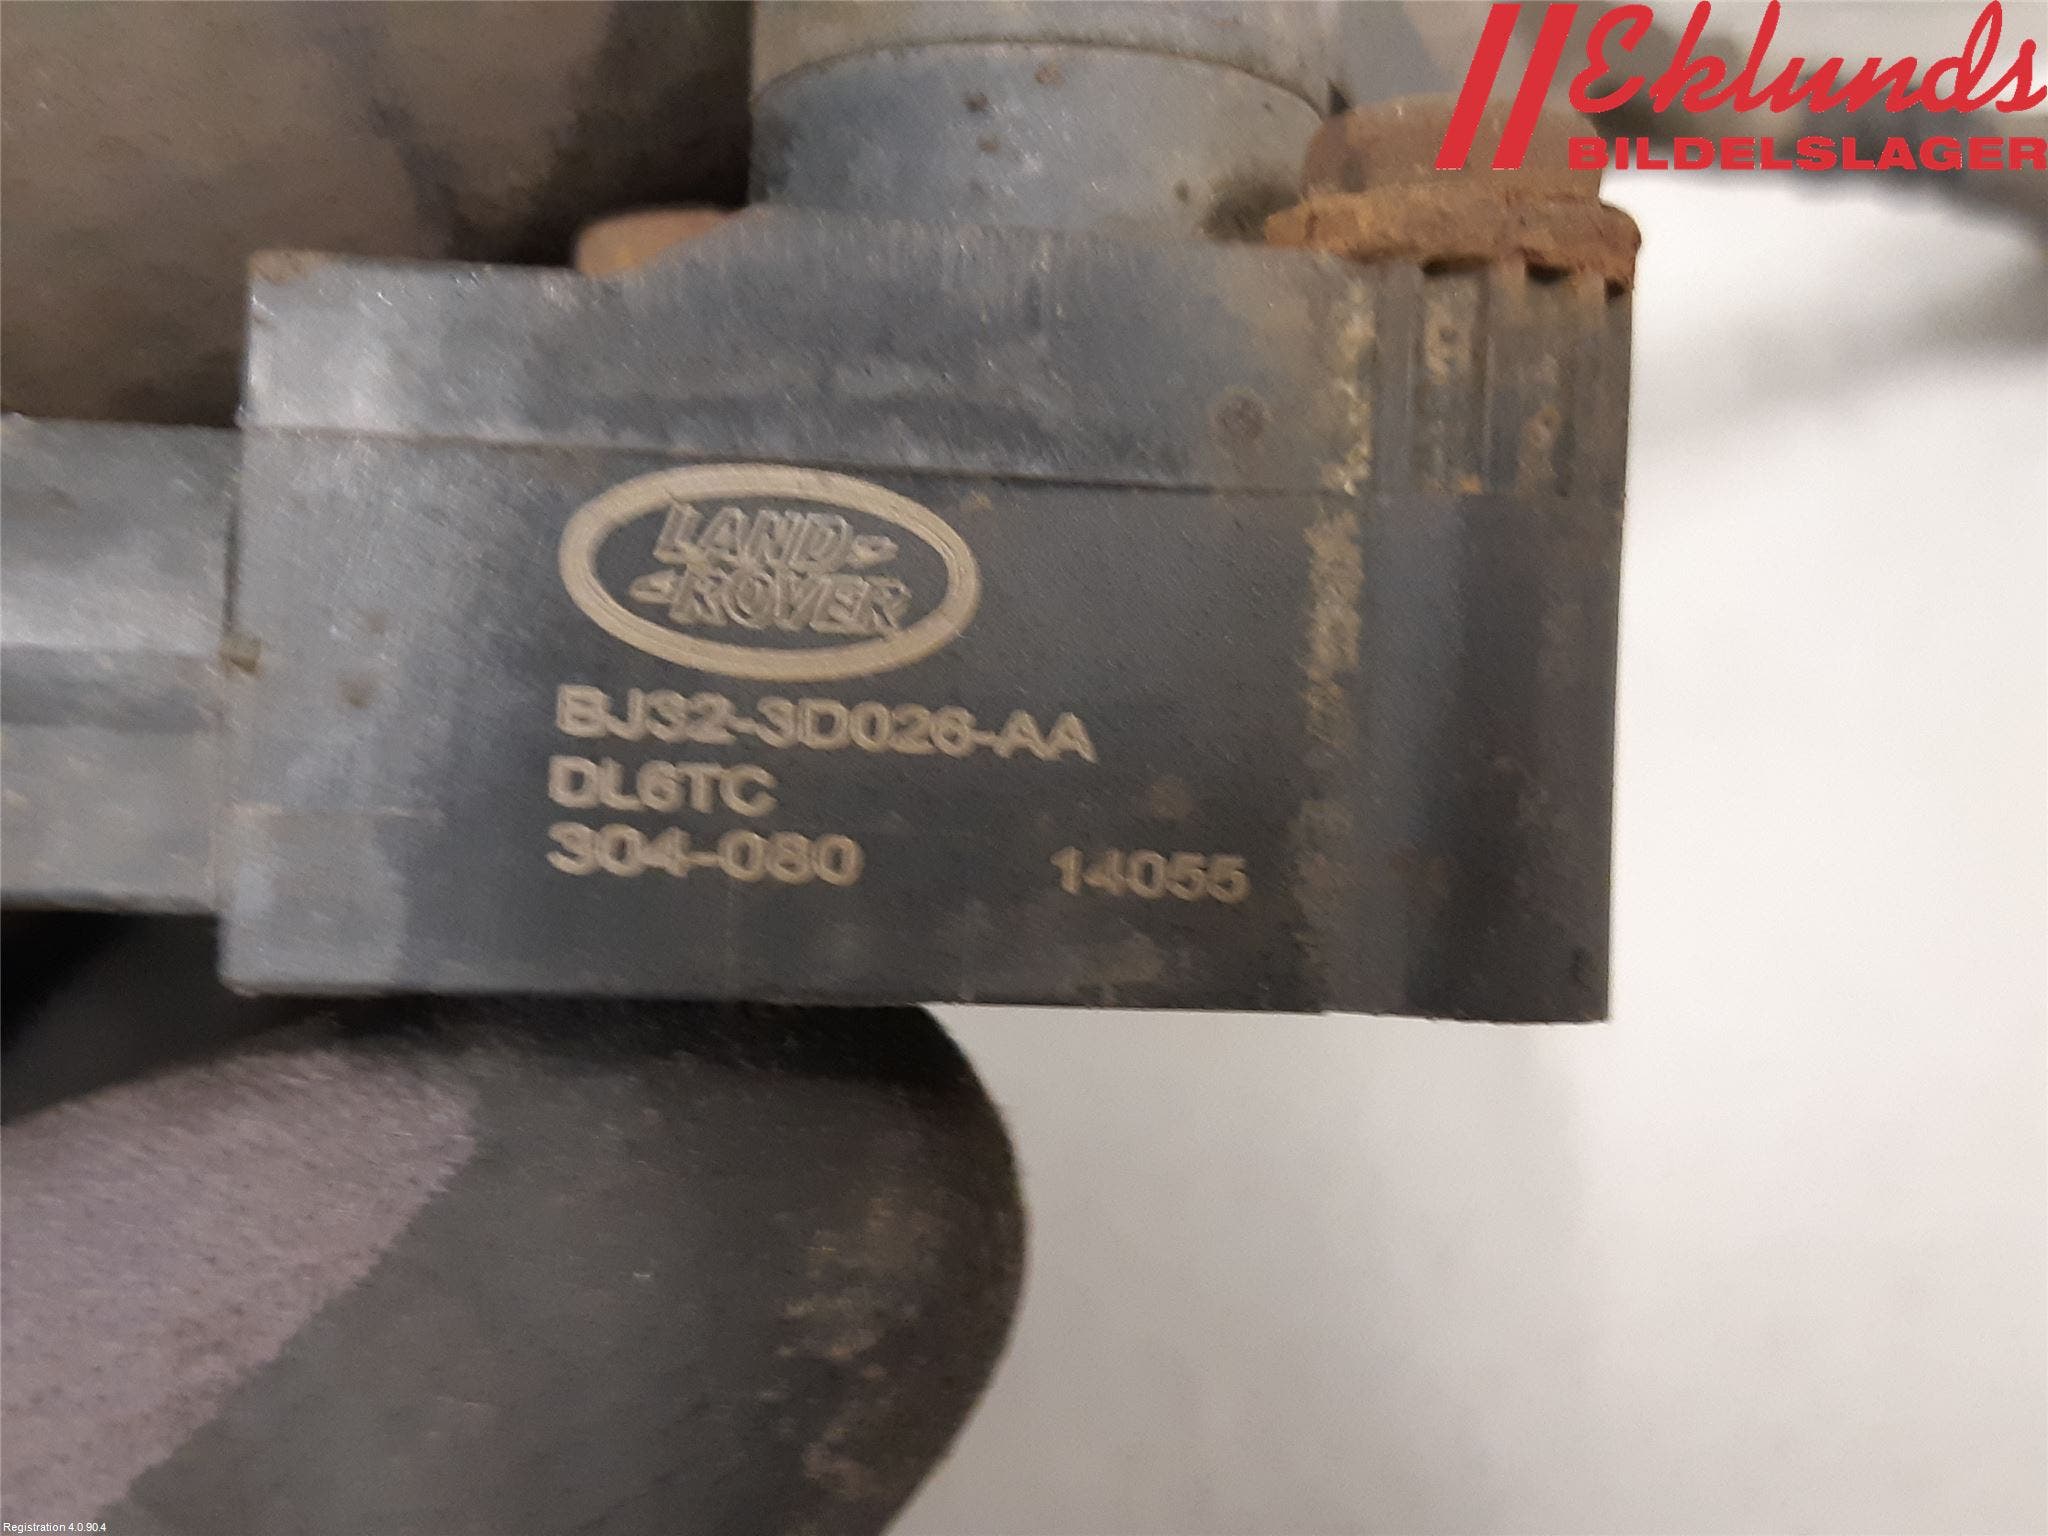 Eklunds
BILDELSLAGER
LAND
ROVER
BJ32-3D026-AA
DL6TC
304-080 14055
Registration 4.0.90.4